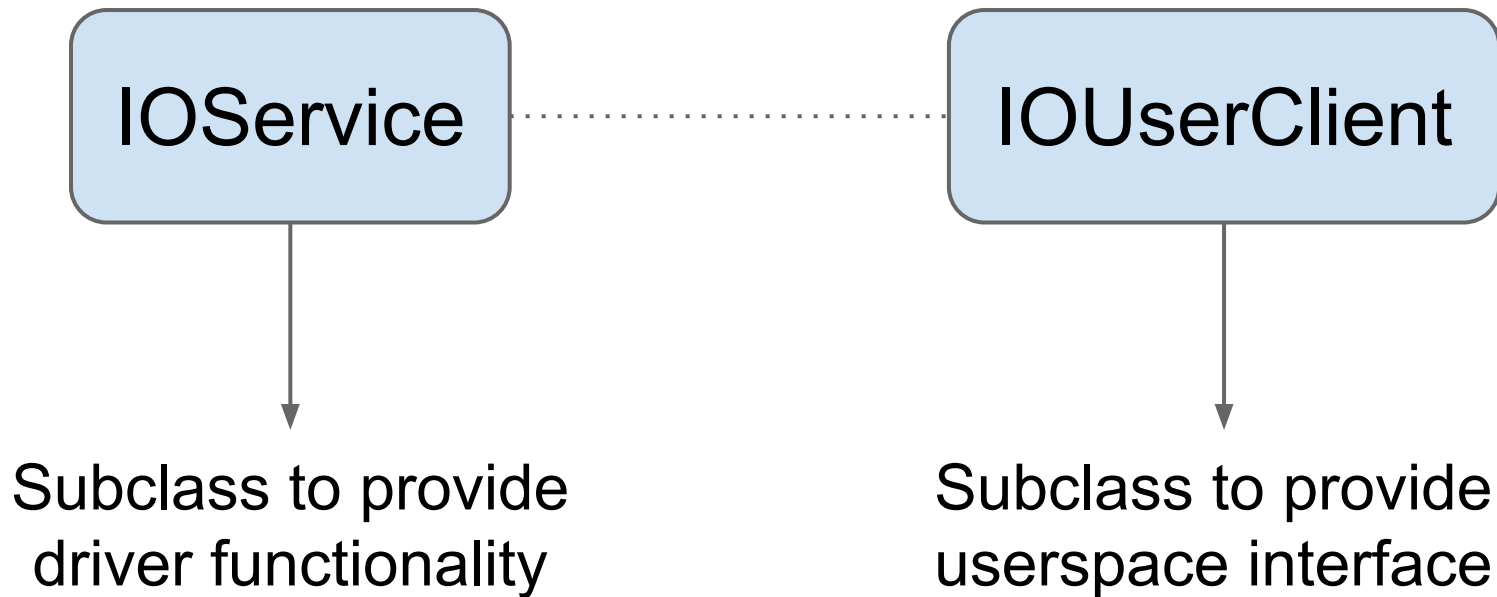 IOService
IOUserClient
Subclass to provide
driver functionality
Subclass to provide
userspace interface